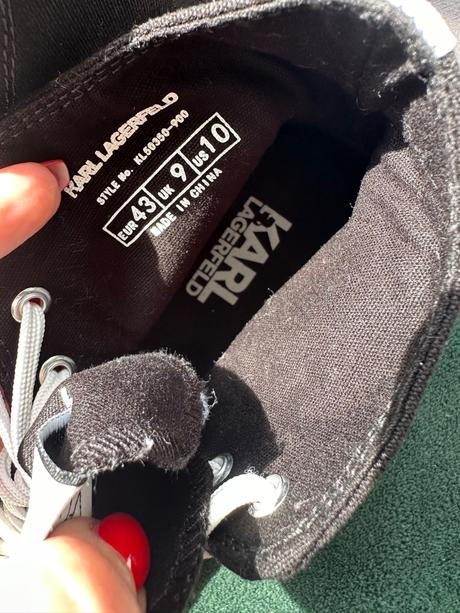 KARL LAGERFELD
STYLE No. KL50350-900
EUR 43 UK 9 US 10
MADE IN CHINA
KARL
LAGERFELD